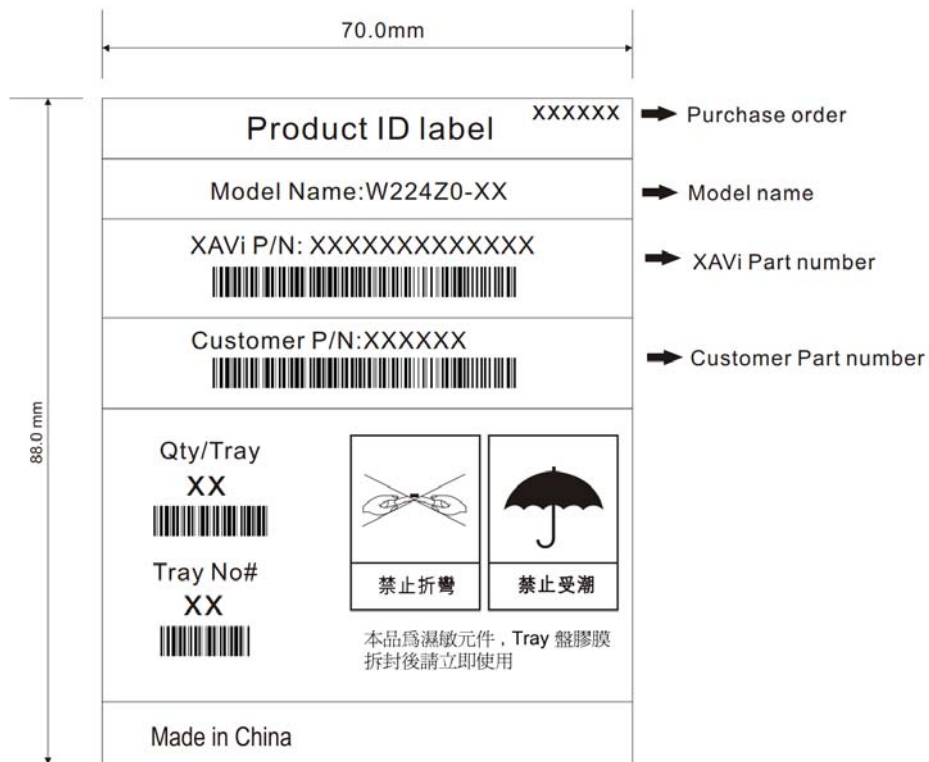 70.0mm
Product ID label XXXXXX
Purchase order
Model Name:W224Z0-XX
Model name
XAVi P/N: XXXXXXXXXXXXX
XAVi Part number
Customer P/N:XXXXXX
Customer Part number
88.0 mm
Qty/Tray
XX
Tray No#
XX
禁止折彎
禁止受潮
本品爲濕敏元件，Tray 盤膠膜
拆封後請立即使用
Made in China